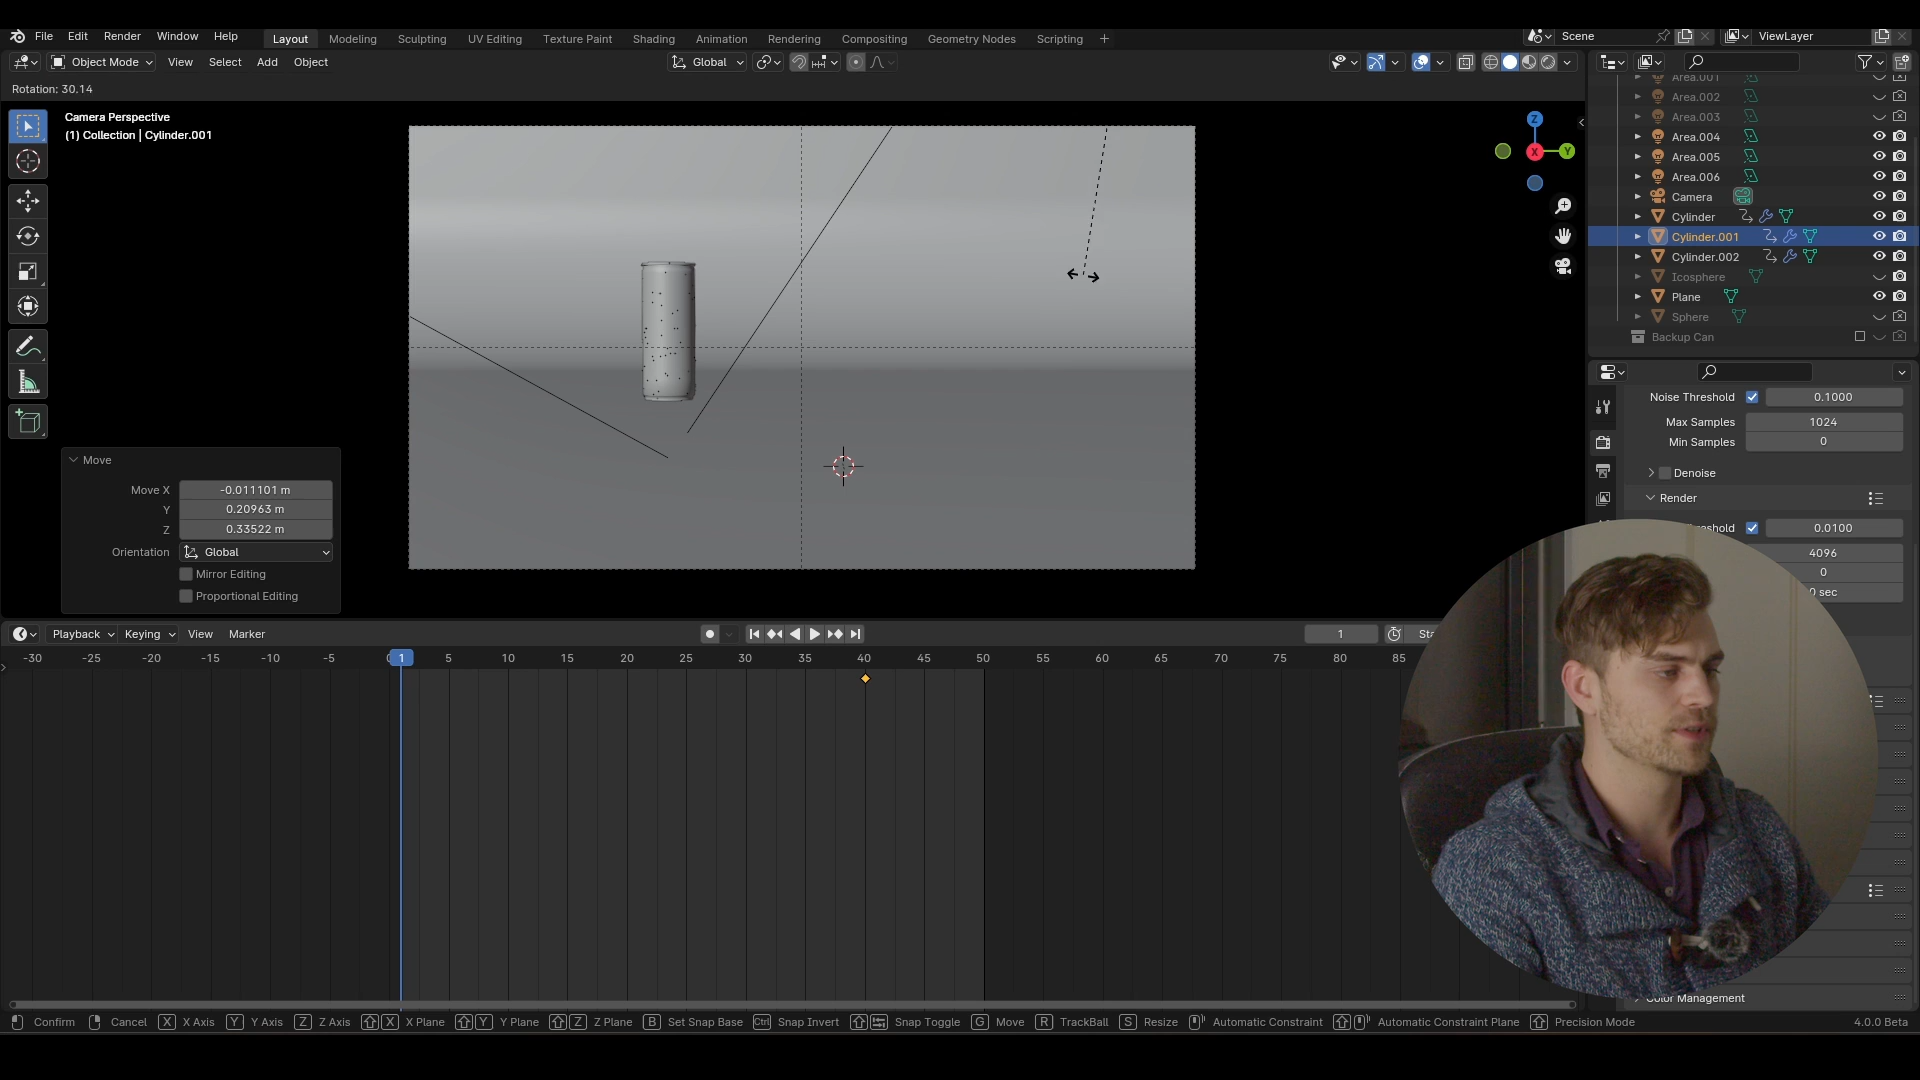 File Edit Render Window Help Layout Modeling Sculpting UV Editing Texture Paint Shading Animation Rendering Compositing Geometry Nodes Scripting + Scene ViewLayer
Object Mode View Select Add Object Global
Rotation: 30.14
Camera Perspective
(1) Collection | Cylinder.001
Z
X
Y
Area.001
Area.002
Area.003
Area.004
Area.005
Area.006
Camera
Cylinder
Cylinder.001
Cylinder.002
Icosphere
Plane
Sphere
Backup Can
Noise Threshold 0.1000
Max Samples 1024
Min Samples 0
Denoise
Render
0.0100
4096
0
0 sec
Color Management
Move
Move X -0.011101 m
Y 0.20963 m
Z 0.33522 m
Orientation Global
Mirror Editing
Proportional Editing
Playback Keying View Marker 1
-30 -25 -20 -15 -10 -5 1 5 10 15 20 25 30 35 40 45 50 55 60 65 70 75 80 85
Confirm Cancel X X Axis Y Y Axis Z Z Axis X X Plane Y Y Plane Z Z Plane B Set Snap Base Ctrl Snap Invert Snap Toggle G Move R TrackBall S Resize Automatic Constraint Automatic Constraint Plane Precision Mode 4.0.0 Beta